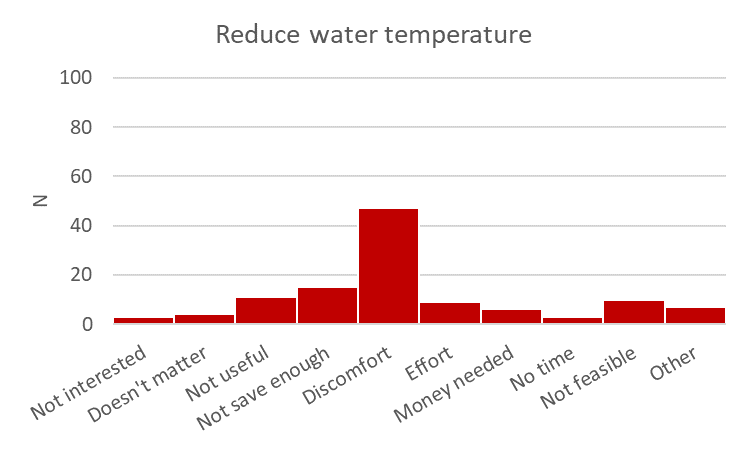 Reduce water temperature
100
80
60
40
20
0
N
Not interested
Doesn't matter
Not useful
Not save enough
Discomfort
Effort
Money needed
No time
Not feasible
Other